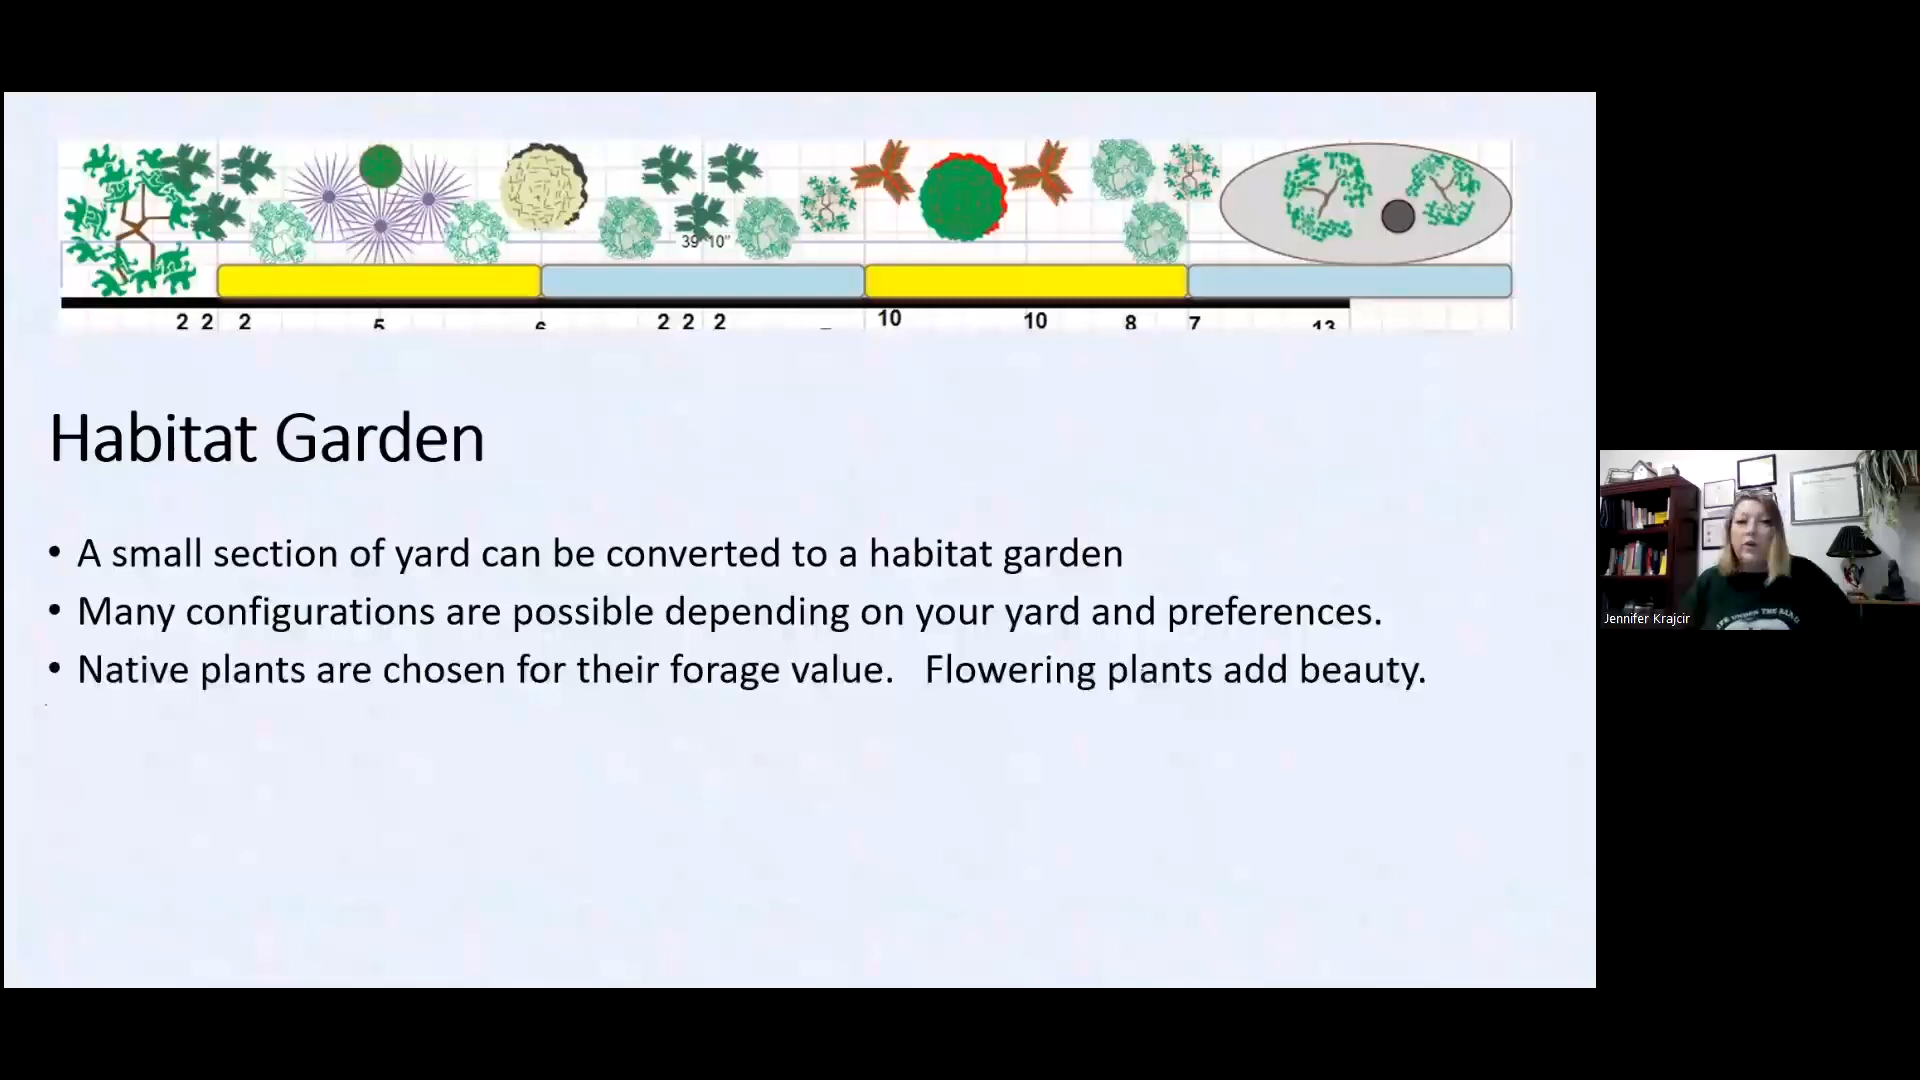 39' 10"
2 2 2 5 6 2 2 2 10 10 8 7 13
Habitat Garden
• A small section of yard can be converted to a habitat garden
• Many configurations are possible depending on your yard and preferences.
• Native plants are chosen for their forage value. Flowering plants add beauty.
Jennifer Krajcir